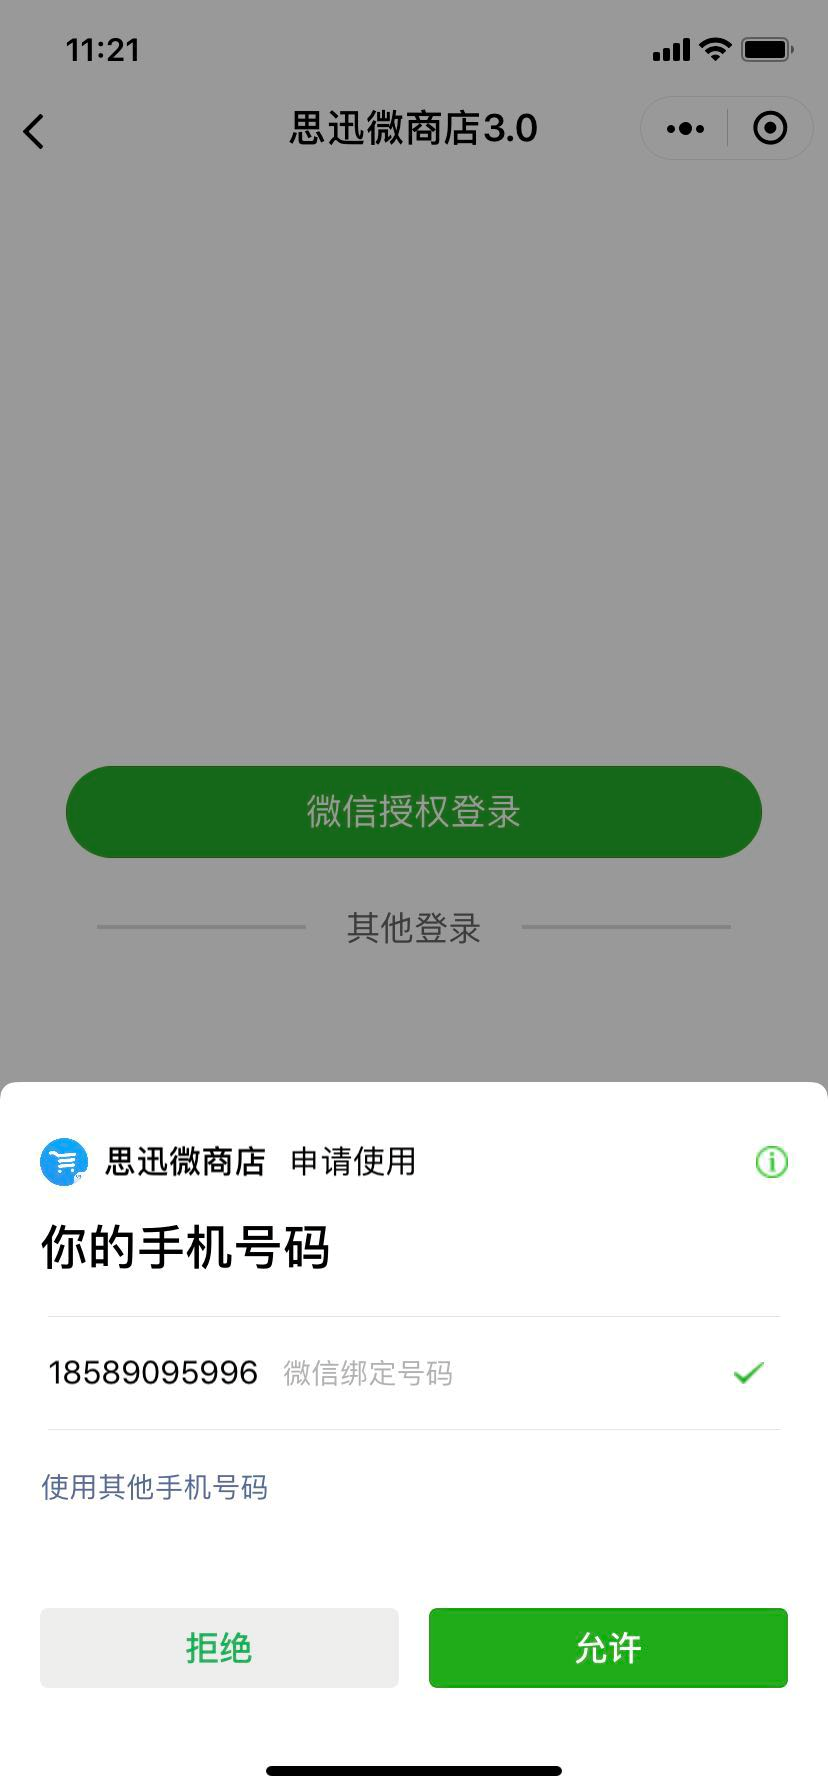 11:21
思迅微商店3.0
微信授权登录
其他登录
思迅微商店 申请使用
你的手机号码
18589095996 微信绑定号码
使用其他手机号码
拒绝 允许